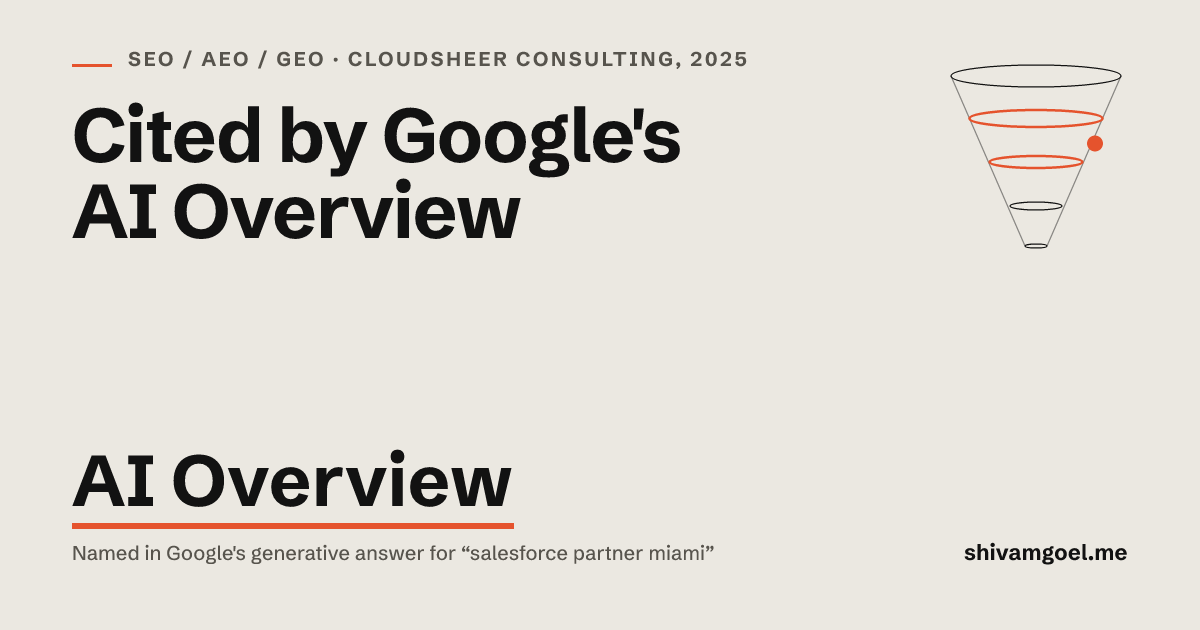 SEO / AEO / GEO · CLOUDSHEER CONSULTING, 2025
Cited by Google's
AI Overview
AI Overview
Named in Google's generative answer for “salesforce partner miami”
shivamgoel.me